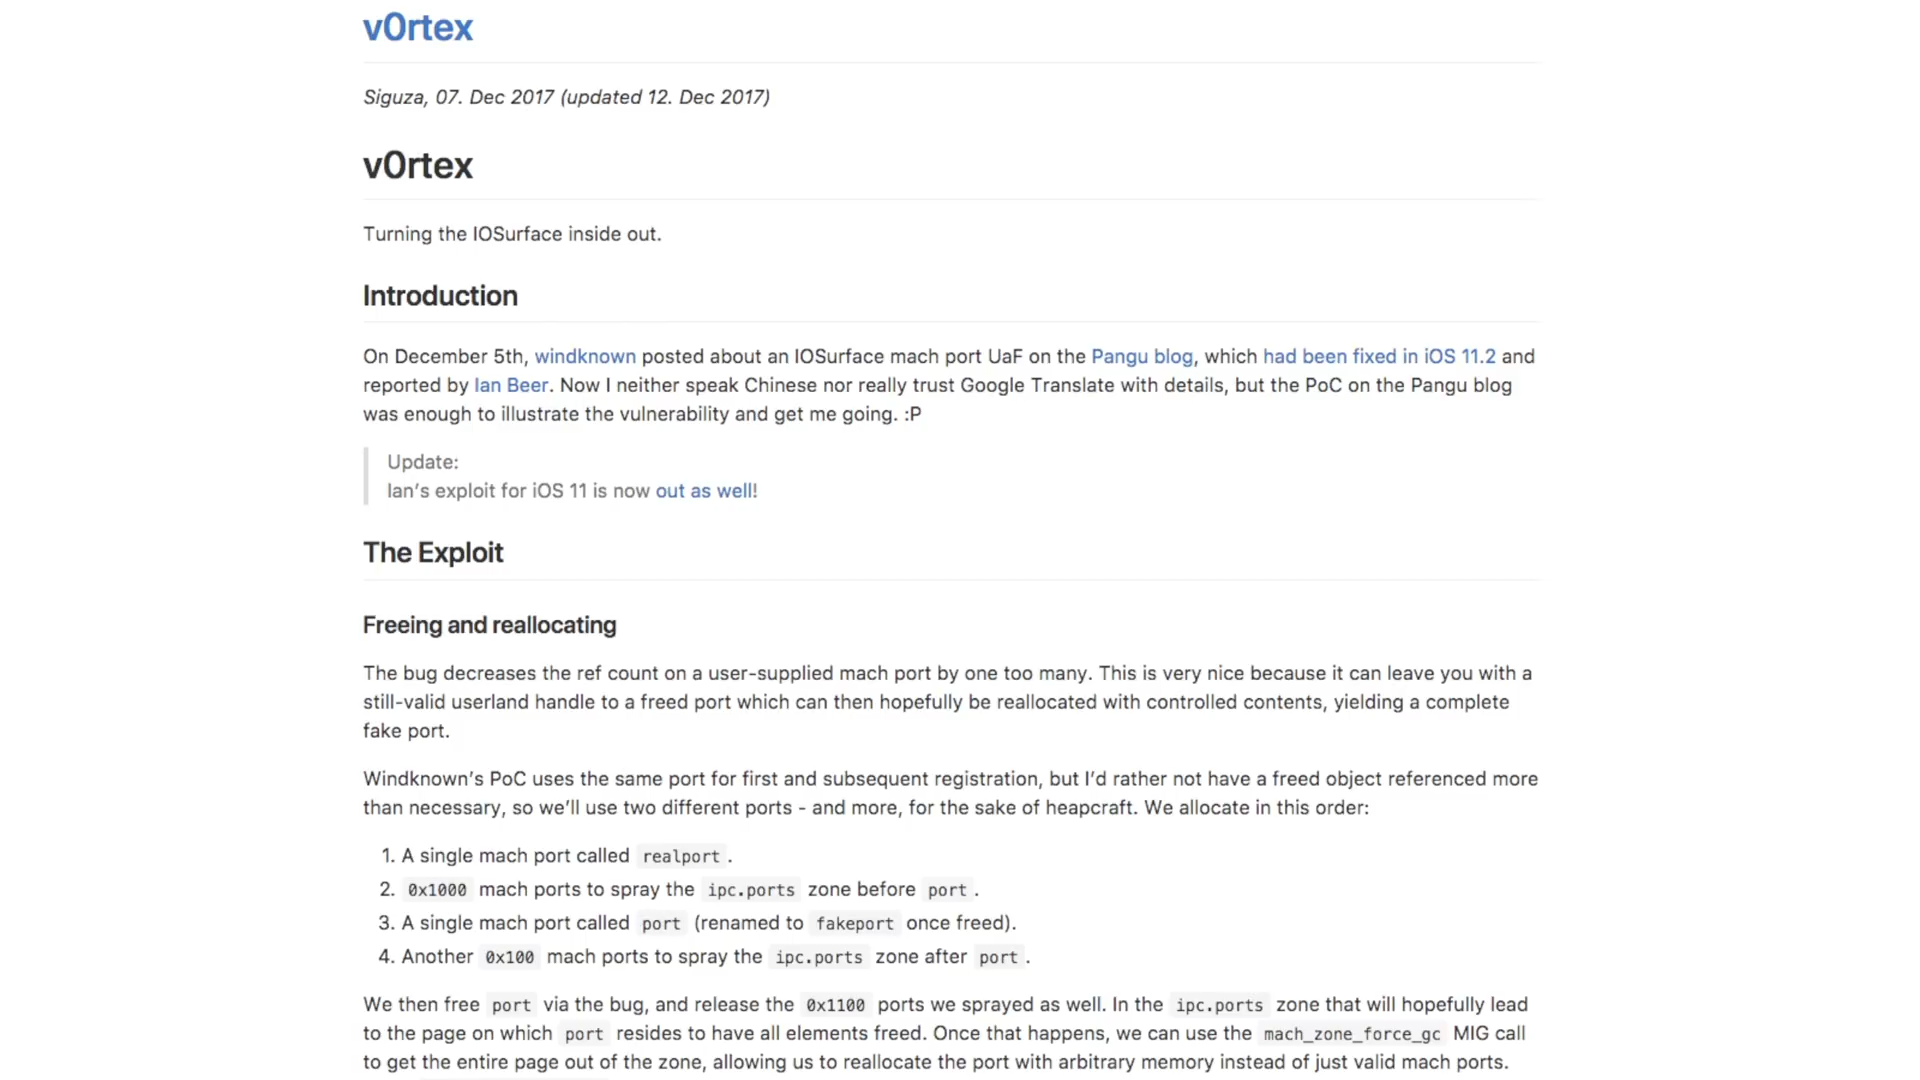 v0rtex
Siguza, 07. Dec 2017 (updated 12. Dec 2017)
v0rtex
Turning the IOSurface inside out.
Introduction
On December 5th, windknown posted about an IOSurface mach port UaF on the Pangu blog, which had been fixed in iOS 11.2 and
reported by Ian Beer. Now I neither speak Chinese nor really trust Google Translate with details, but the PoC on the Pangu blog
was enough to illustrate the vulnerability and get me going. :P
Update:
Ian's exploit for iOS 11 is now out as well!
The Exploit
Freeing and reallocating
The bug decreases the ref count on a user-supplied mach port by one too many. This is very nice because it can leave you with a
still-valid userland handle to a freed port which can then hopefully be reallocated with controlled contents, yielding a complete
fake port.
Windknown's PoC uses the same port for first and subsequent registration, but I'd rather not have a freed object referenced more
than necessary, so we'll use two different ports - and more, for the sake of heapcraft. We allocate in this order:
1. A single mach port called realport .
2. 0x1000 mach ports to spray the ipc.ports zone before port .
3. A single mach port called port (renamed to fakeport once freed).
4. Another 0x100 mach ports to spray the ipc.ports zone after port .
We then free port via the bug, and release the 0x1100 ports we sprayed as well. In the ipc.ports zone that will hopefully lead
to the page on which port resides to have all elements freed. Once that happens, we can use the mach_zone_force_gc MIG call
to get the entire page out of the zone, allowing us to reallocate the port with arbitrary memory instead of just valid mach ports.